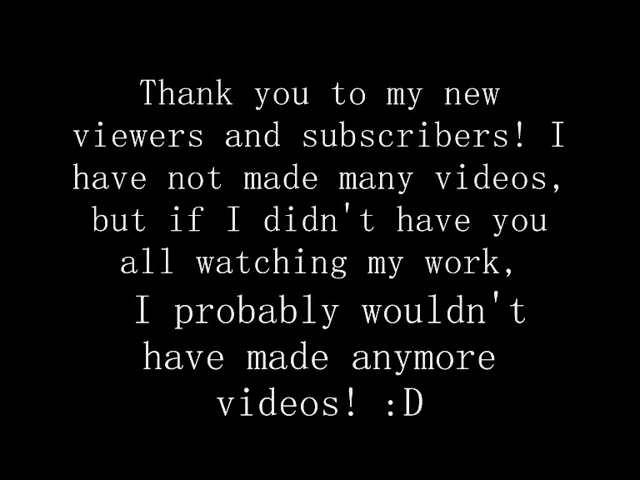 Thank you to my new
viewers and subscribers! I
have not made many videos,
but if I didn't have you
all watching my work,
I probably wouldn't
have made anymore
videos! :D